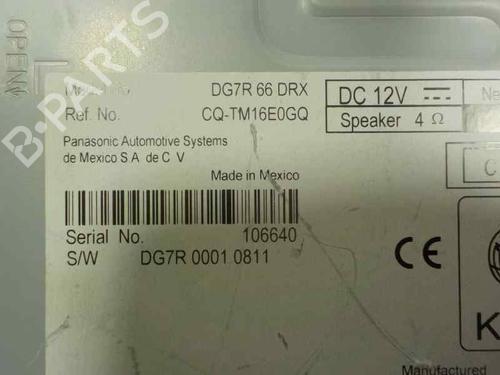 OPEN
B-PARTS
DG7R 66 DRX
Ref. No. CQ-TM16E0GQ
Panasonic Automotive Systems
de Mexico S.A. de C V
Made in Mexico
Serial No. 106640
S/W DG7R 0001 0811
DC 12V
Speaker 4 Ω
C
CE
K
Manufactured